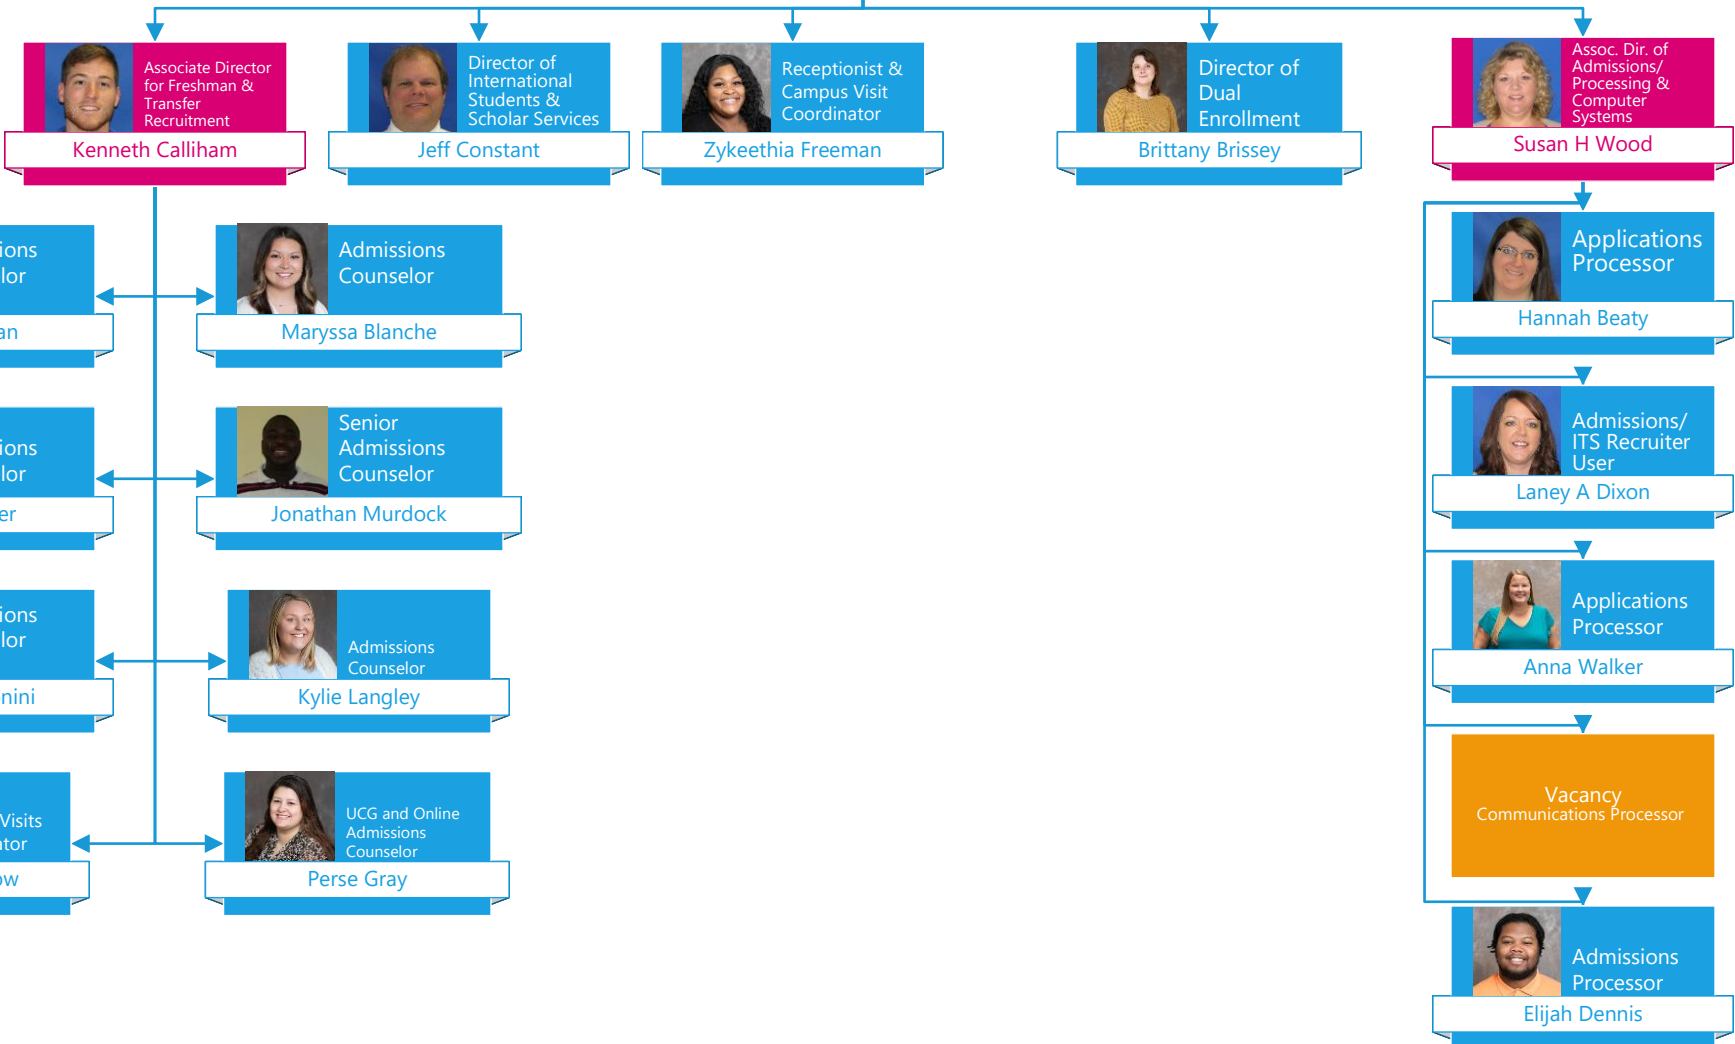 Associate Director
for Freshman &
Transfer
Recruitment
Kenneth Calliham
Director of
International
Students &
Scholar Services
Jeff Constant
Receptionist &
Campus Visit
Coordinator
Zykeethia Freeman
Director of
Dual
Enrollment
Brittany Brissey
Assoc. Dir. of
Admissions/
Processing &
Computer
Systems
Susan H Wood
Admissions
Counselor
Maryssa Blanche
Senior
Admissions
Counselor
Jonathan Murdock
Admissions
Counselor
Kylie Langley
Visits
UCG and Online
Admissions
Counselor
Perse Gray
Applications
Processor
Hannah Beaty
Admissions/
ITS Recruiter
User
Laney A Dixon
Applications
Processor
Anna Walker
Vacancy
Communications Processor
Admissions
Processor
Elijah Dennis